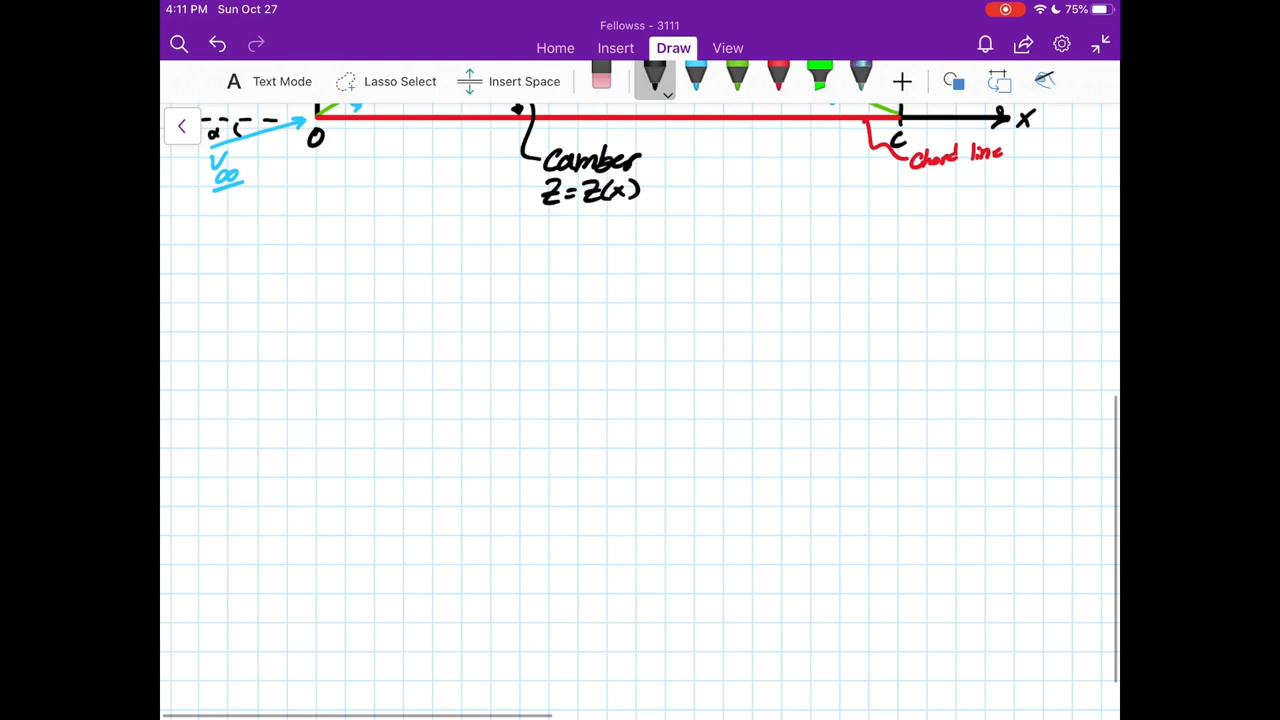 4:11 PM Sun Oct 27
75%
Fellowss - 3111
Home Insert Draw View
A Text Mode Lasso Select Insert Space
α
V∞
O
C
X
Camber
Z = Z(x)
Chord line